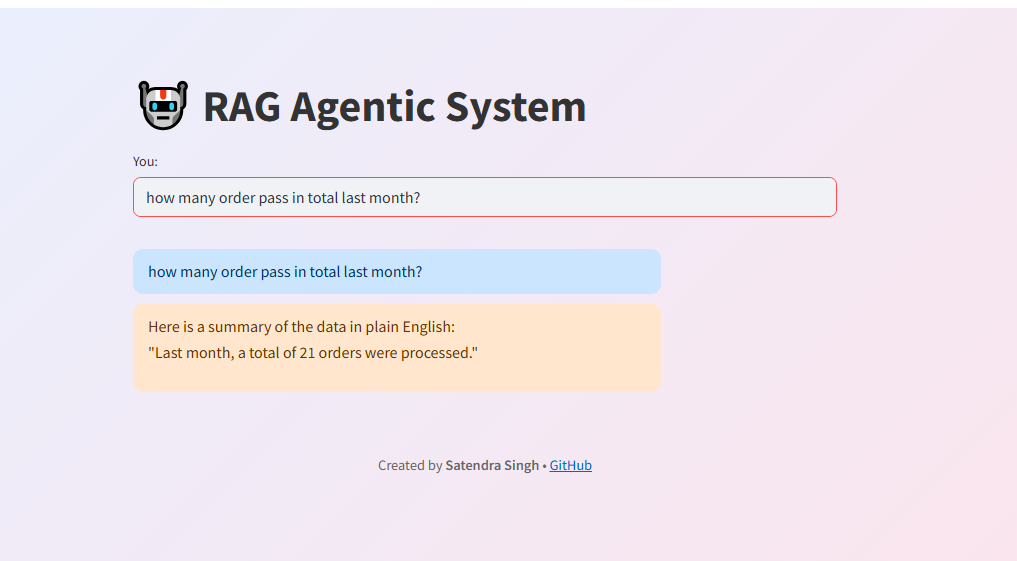 RAG Agentic System
You:
how many order pass in total last month?
how many order pass in total last month?
Here is a summary of the data in plain English:
"Last month, a total of 21 orders were processed."
Created by Satendra Singh • GitHub